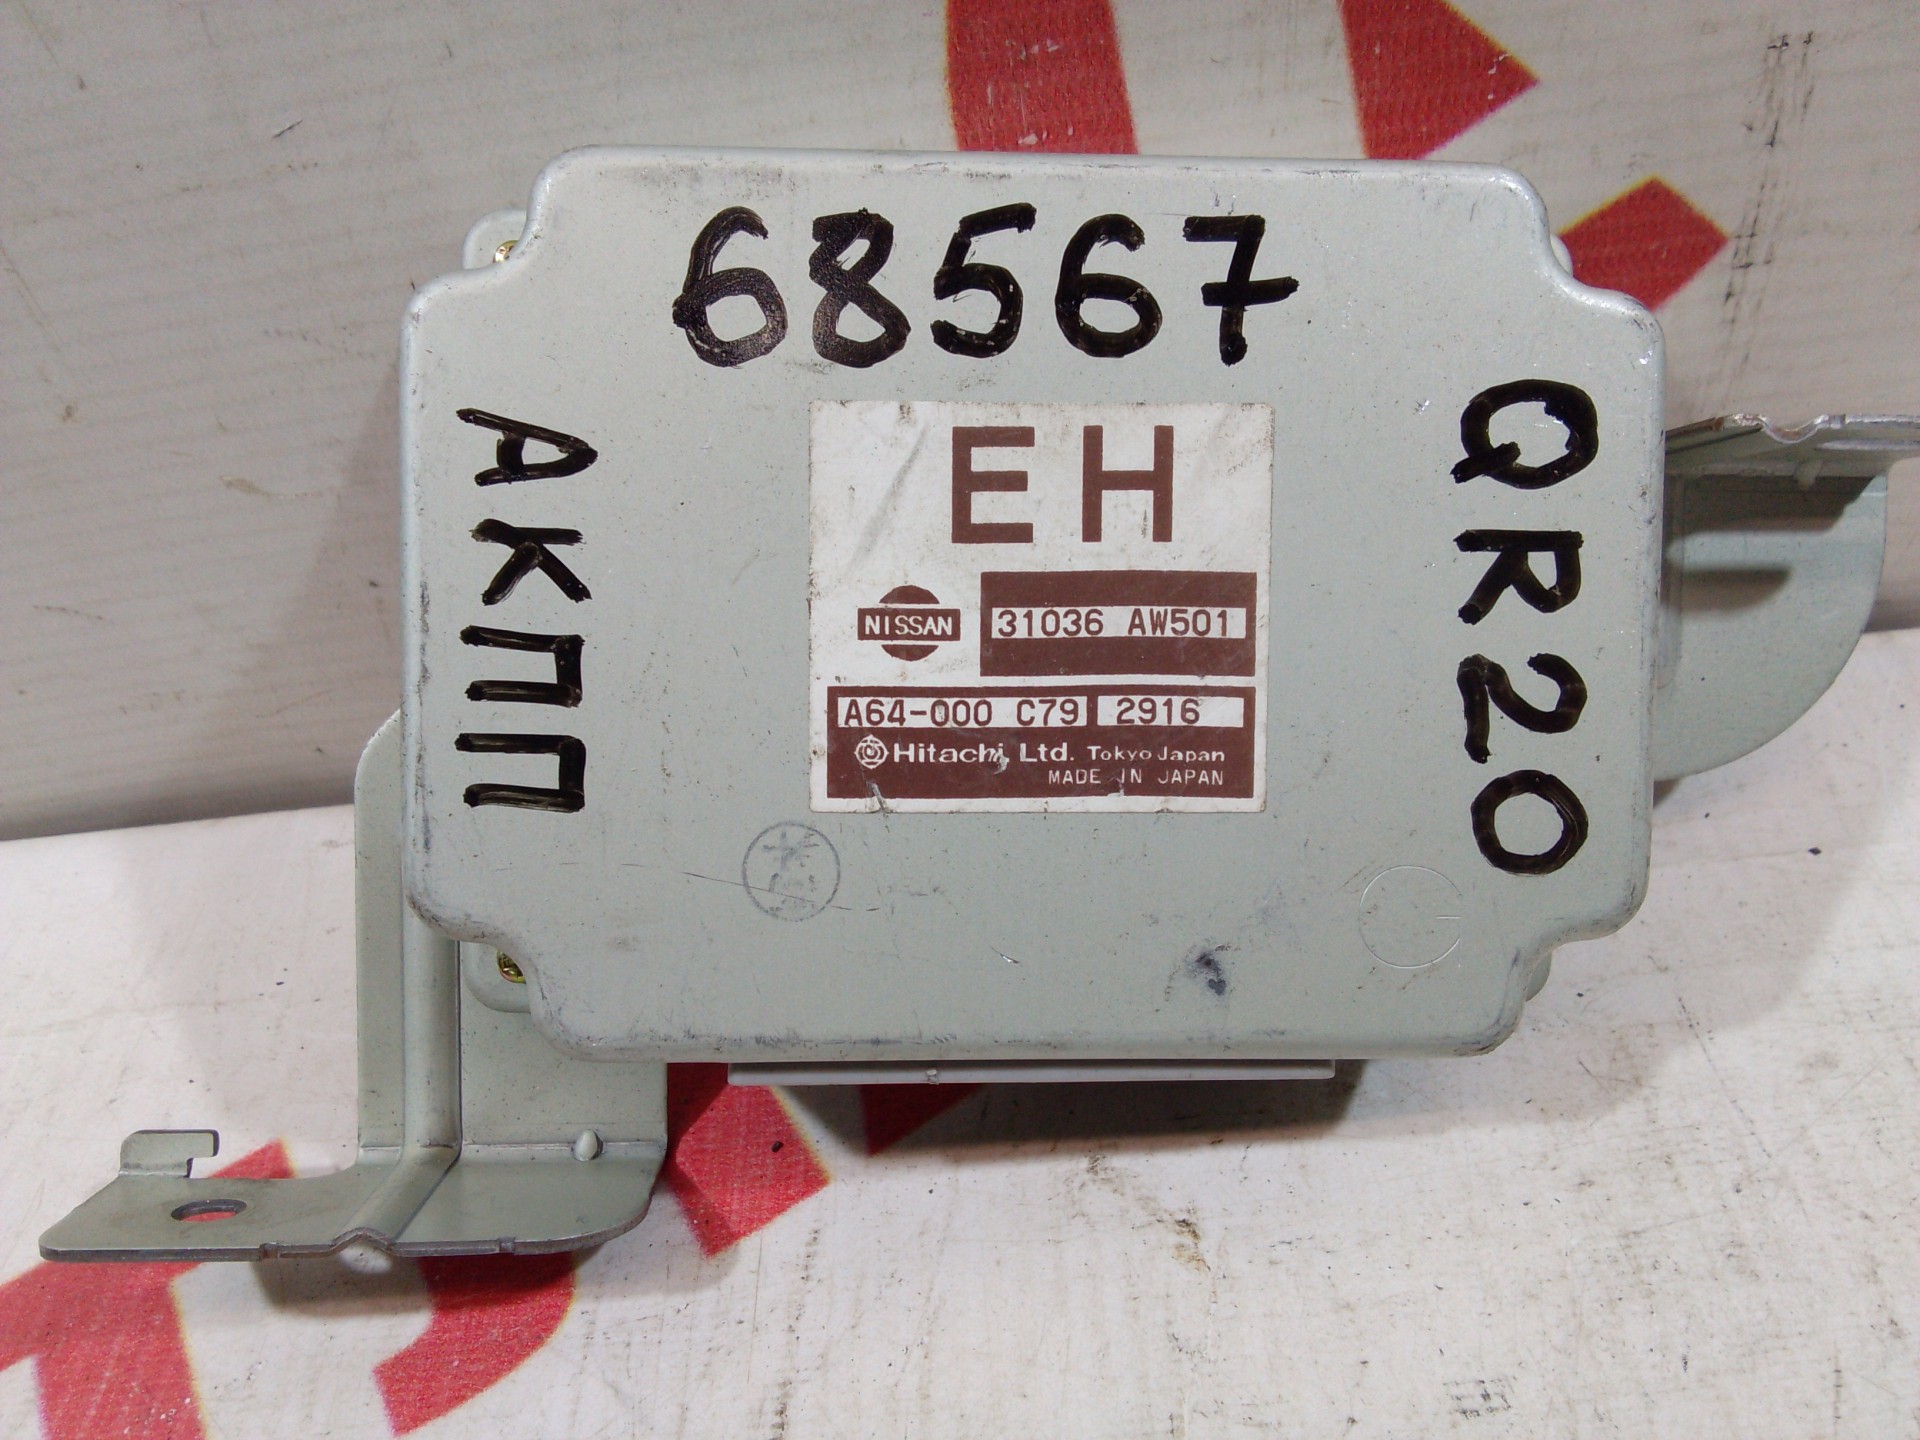 68567
АКПП
QR20
EH
NISSAN
31036 AW501
A64-000 C79 2916
Hitachi, Ltd. Tokyo Japan
MADE IN JAPAN